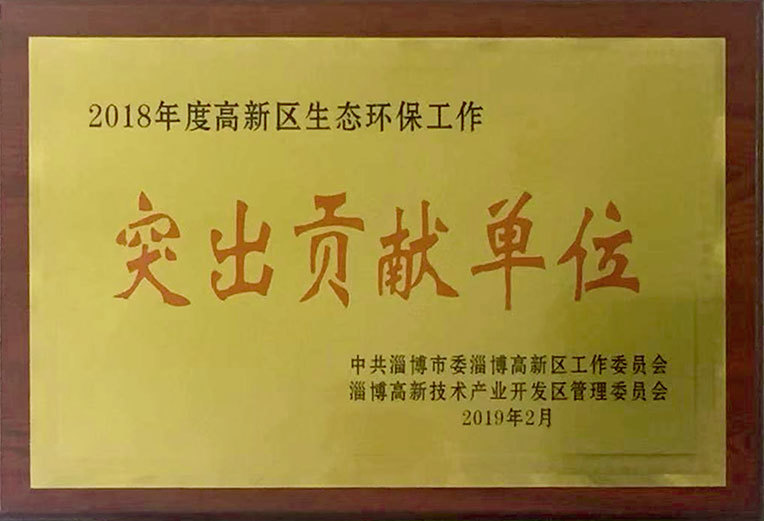 2018年度高新区生态环保工作
突出贡献单位
中共淄博市委淄博高新区工作委员会
淄博高新技术产业开发区管理委员会
2019年2月